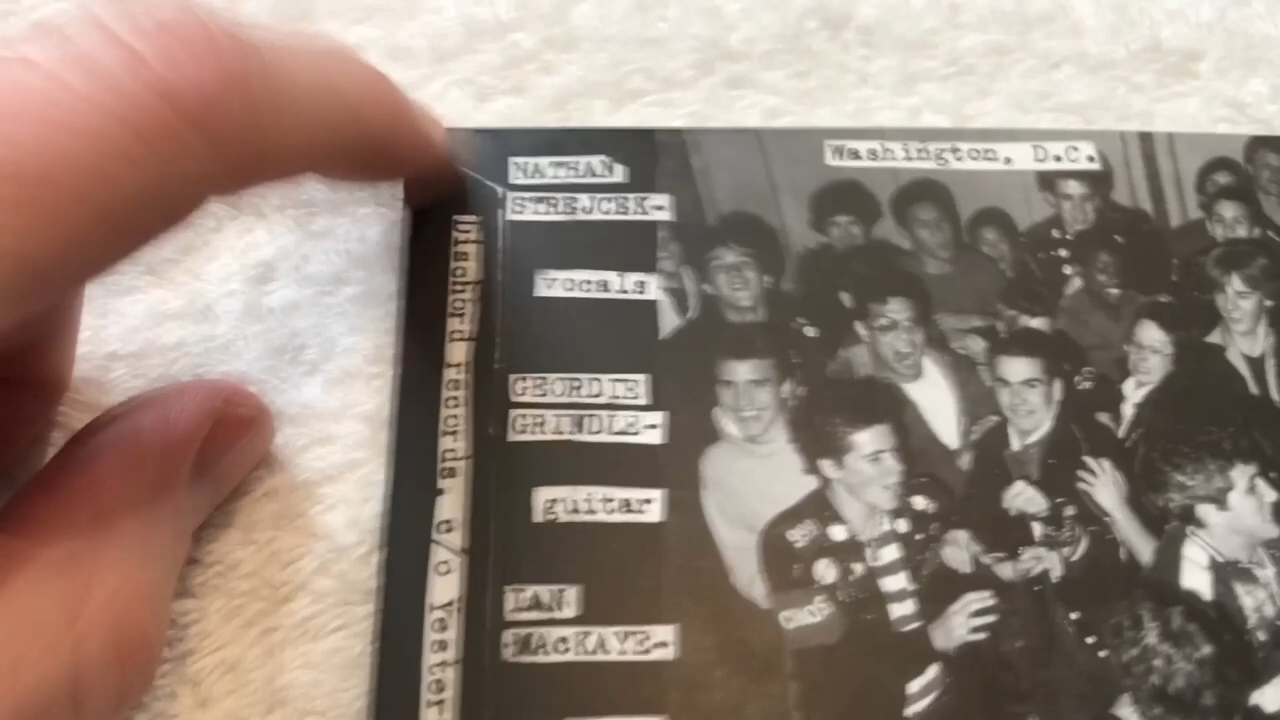 Washington, D.C.
NATHAN
STREJCEK-
vocals
GEORDIE
GRINDLE-
guitar
IAN
MACKAYE-
Dischord records, c/o Yester